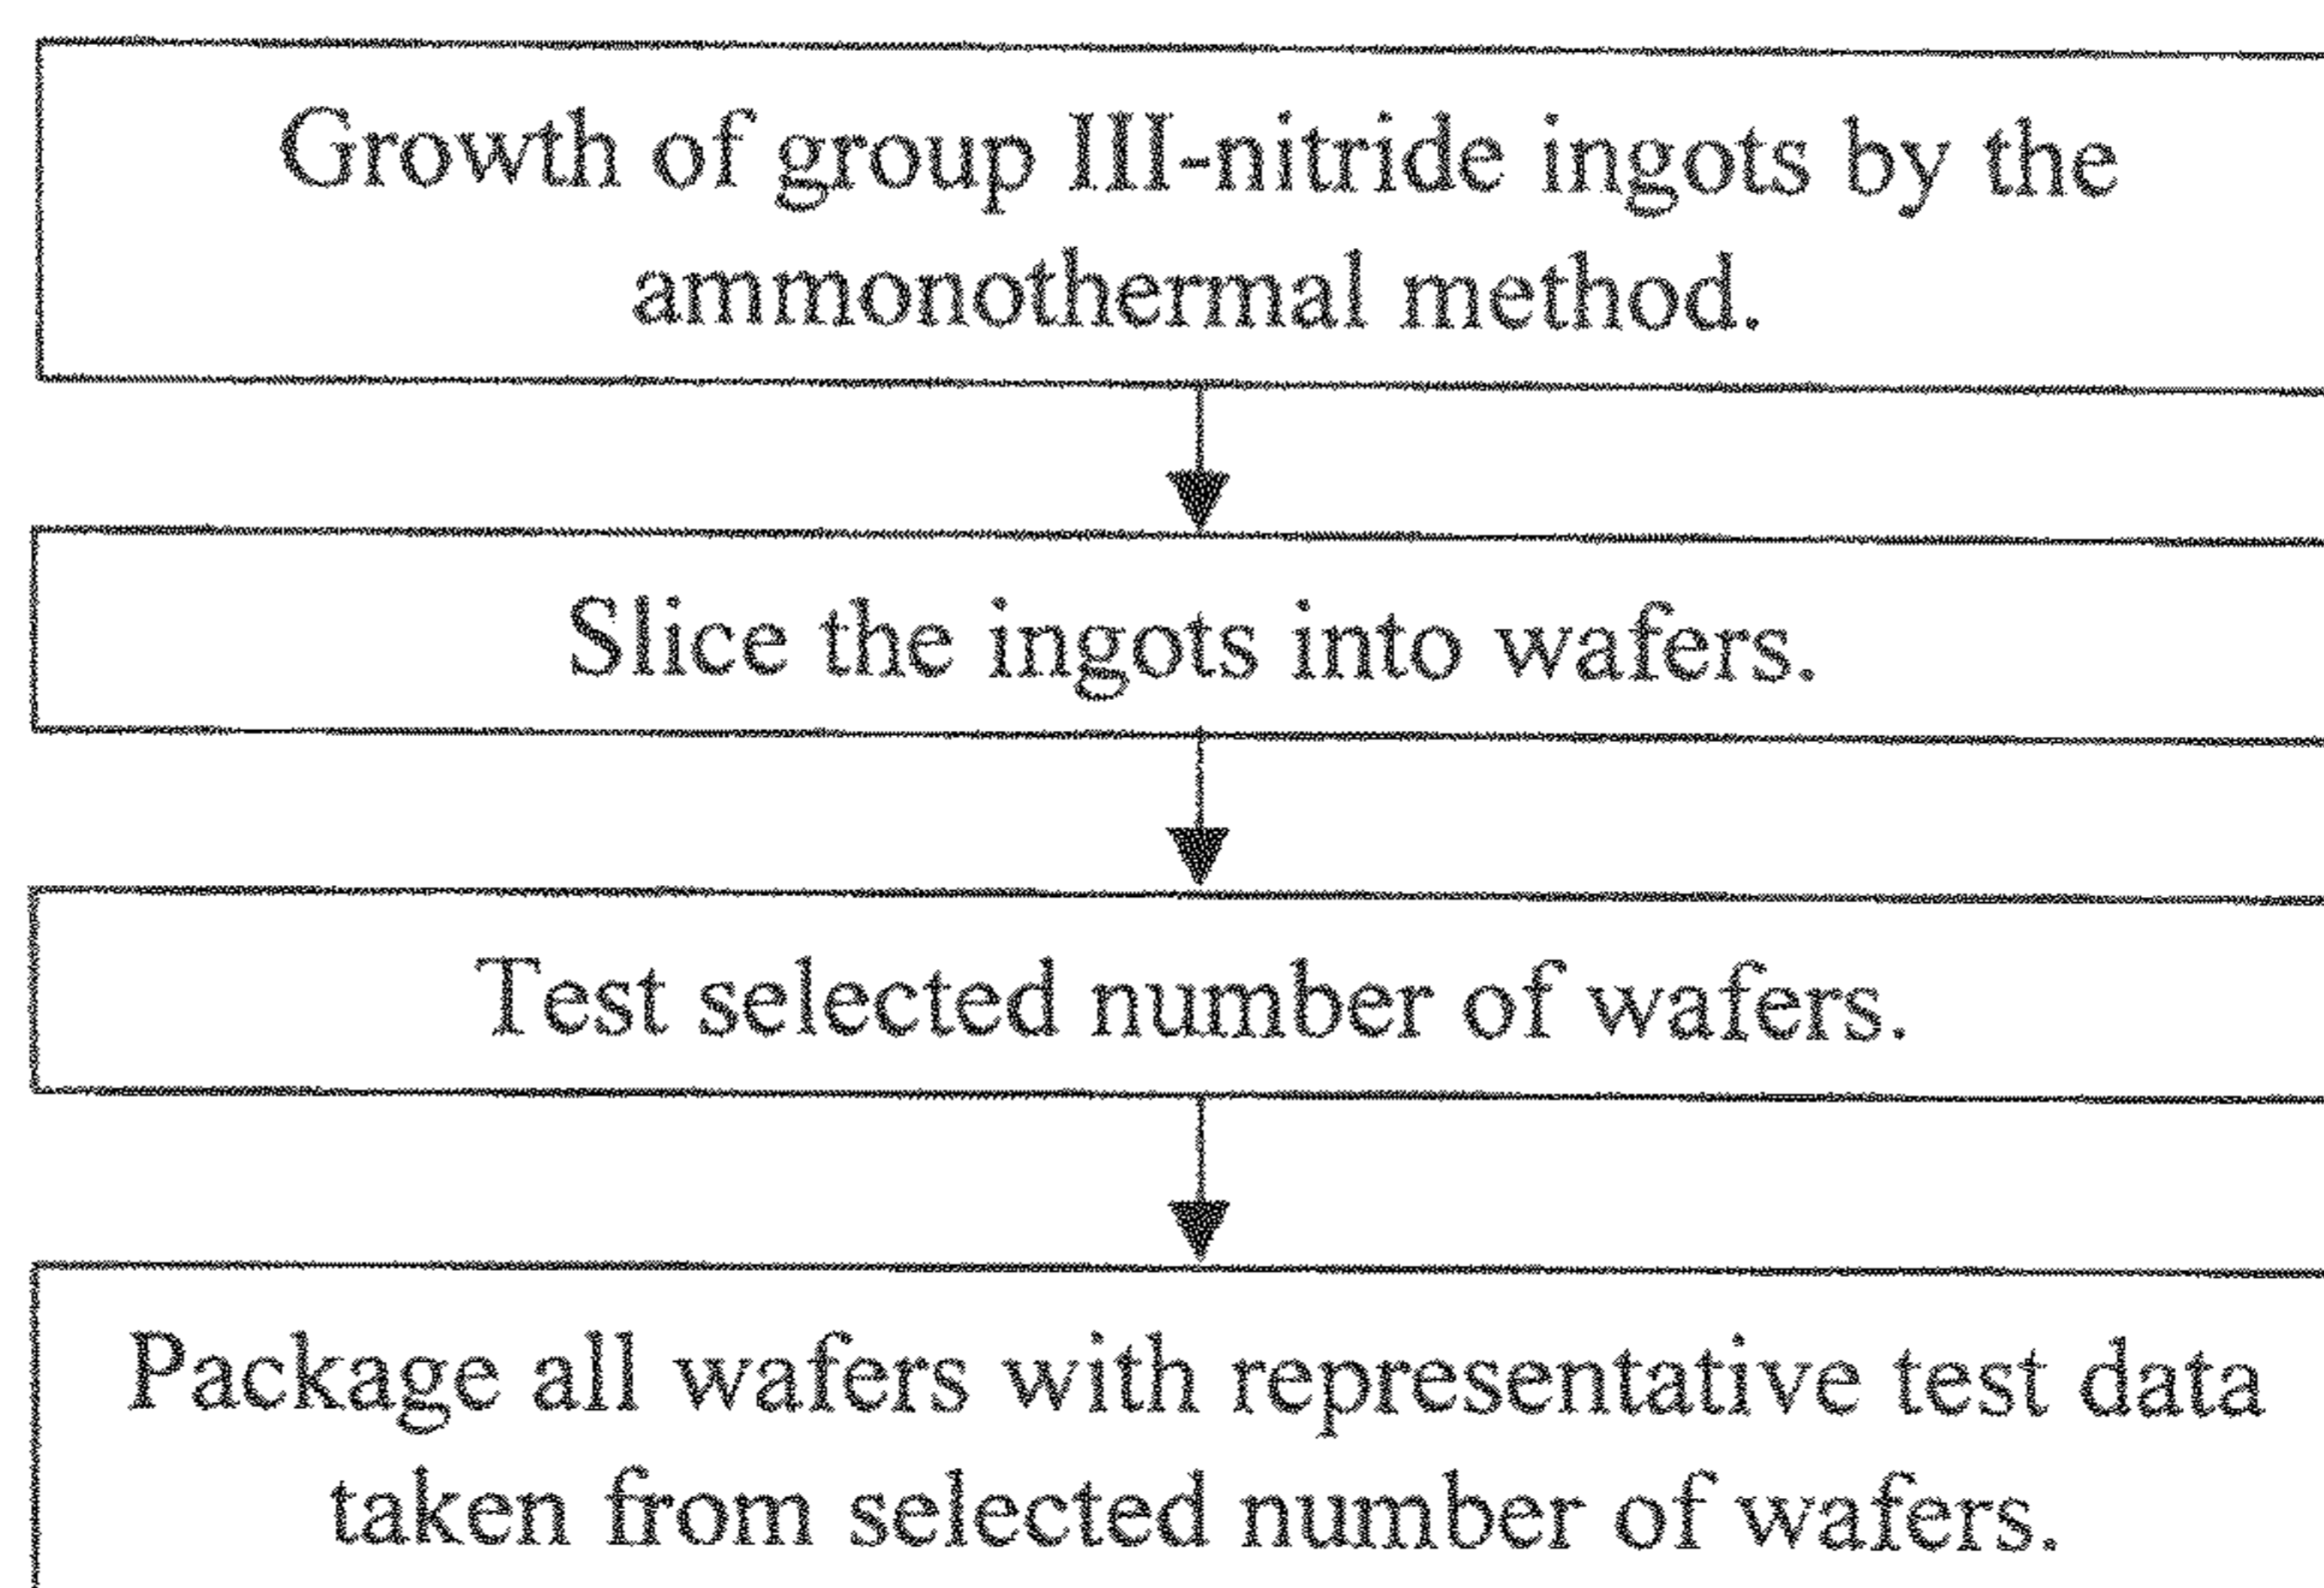 Growth of group III-nitride ingots by the
ammonothermal method.
Slice the ingots into wafers.
Test selected number of wafers.
Package all wafers with representative test data
taken from selected number of wafers.